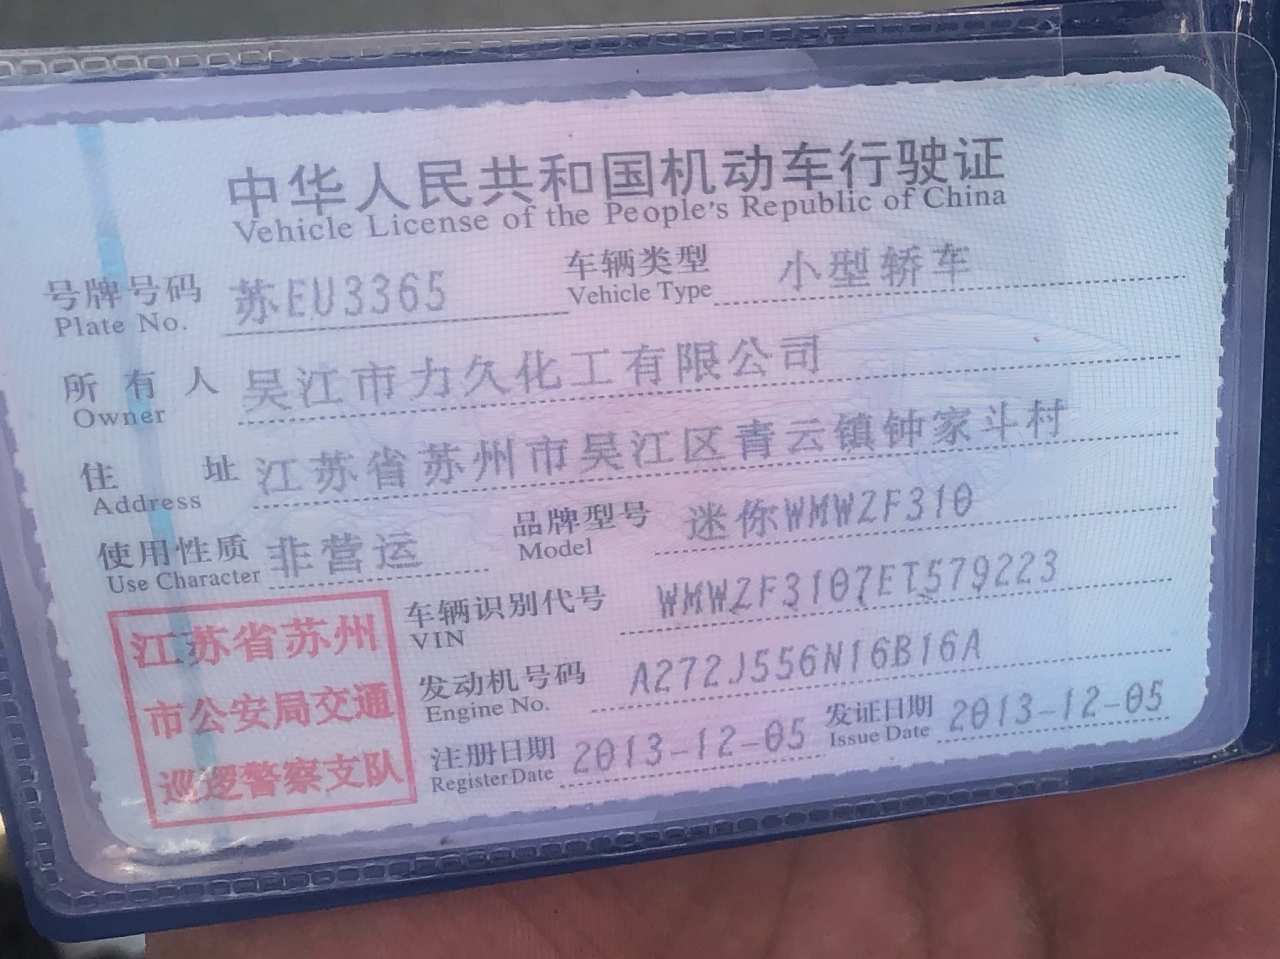 中华人民共和国机动车行驶证
Vehicle License of the People's Republic of China
号牌号码 苏EU3365 车辆类型 小型轿车
Plate No. Vehicle Type
所有人 吴江市力久化工有限公司
Owner
住址 江苏省苏州市吴江区青云镇钟家斗村
Address
使用性质 非营运 品牌型号 迷你WMWZF310
Use Character Model
江苏省苏州
市公安局交通
巡逻警察支队
车辆识别代号 WMWZF3107ET579223
VIN
发动机号码 A272J556N16B16A
Engine No.
注册日期 2013-12-05 发证日期 2013-12-05
Register Date Issue Date